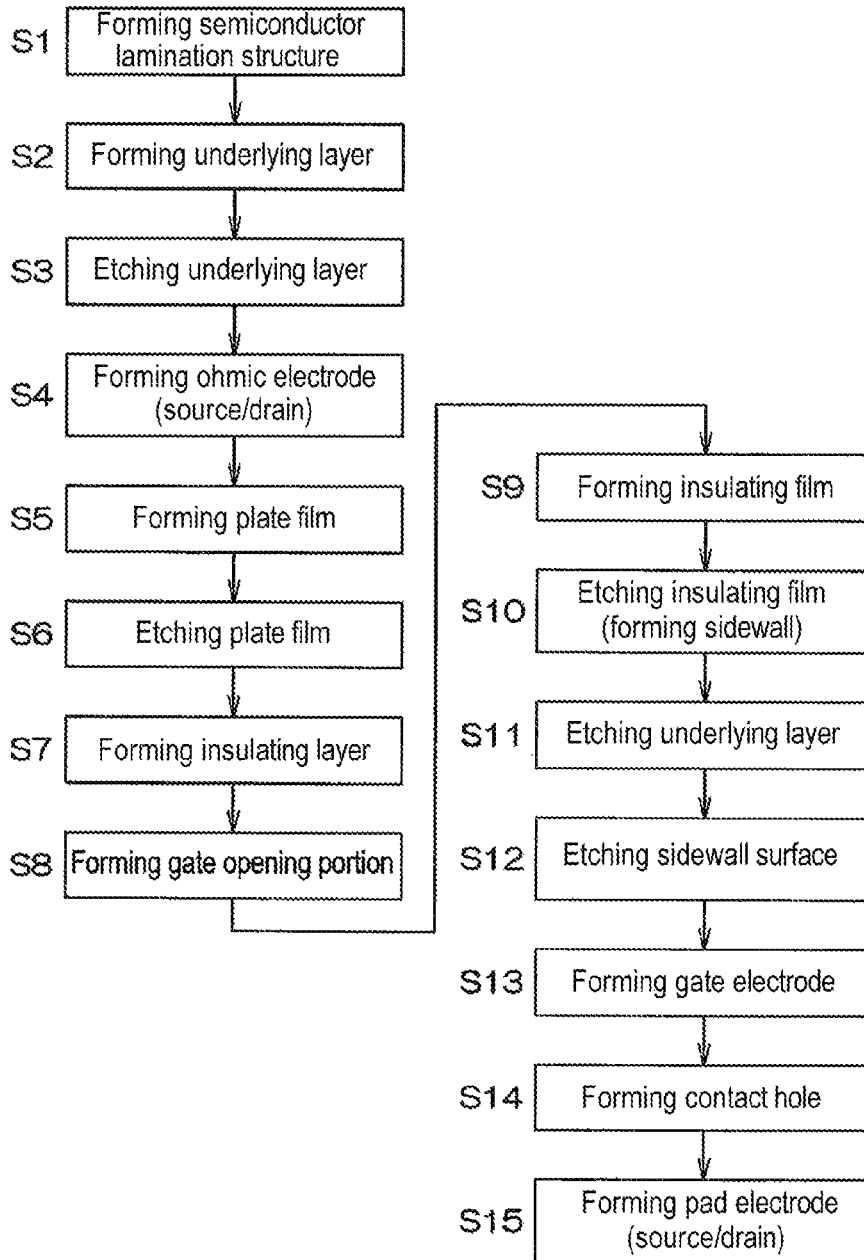 S1
Forming semiconductor
lamination structure
S2
Forming underlying layer
S3
Etching underlying layer
S4
Forming ohmic electrode
(source/drain)
S5
Forming plate film
S6
Etching plate film
S7
Forming insulating layer
S8
Forming gate opening portion
S9
Forming insulating film
S10
Etching insulating film
(forming sidewall)
S11
Etching underlying layer
S12
Etching sidewall surface
S13
Forming gate electrode
S14
Forming contact hole
S15
Forming pad electrode
(source/drain)